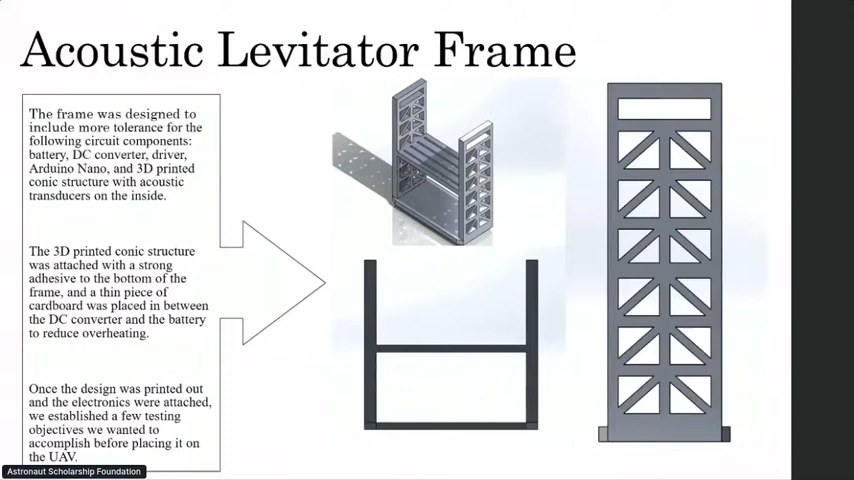 Acoustic Levitator Frame
The frame was designed to
include more tolerance for the
following circuit components:
battery, DC converter, driver,
Arduino Nano, and 3D printed
conic structure with acoustic
transducers on the inside.
The 3D printed conic structure
was attached with a strong
adhesive to the bottom of the
frame, and a thin piece of
cardboard was placed in between
the DC converter and the battery
to reduce overheating.
Once the design was printed out
and the electronics were attached,
we established a few testing
objectives we wanted to
accomplish before placing it on
the UAV.
Astronaut Scholarship Foundation